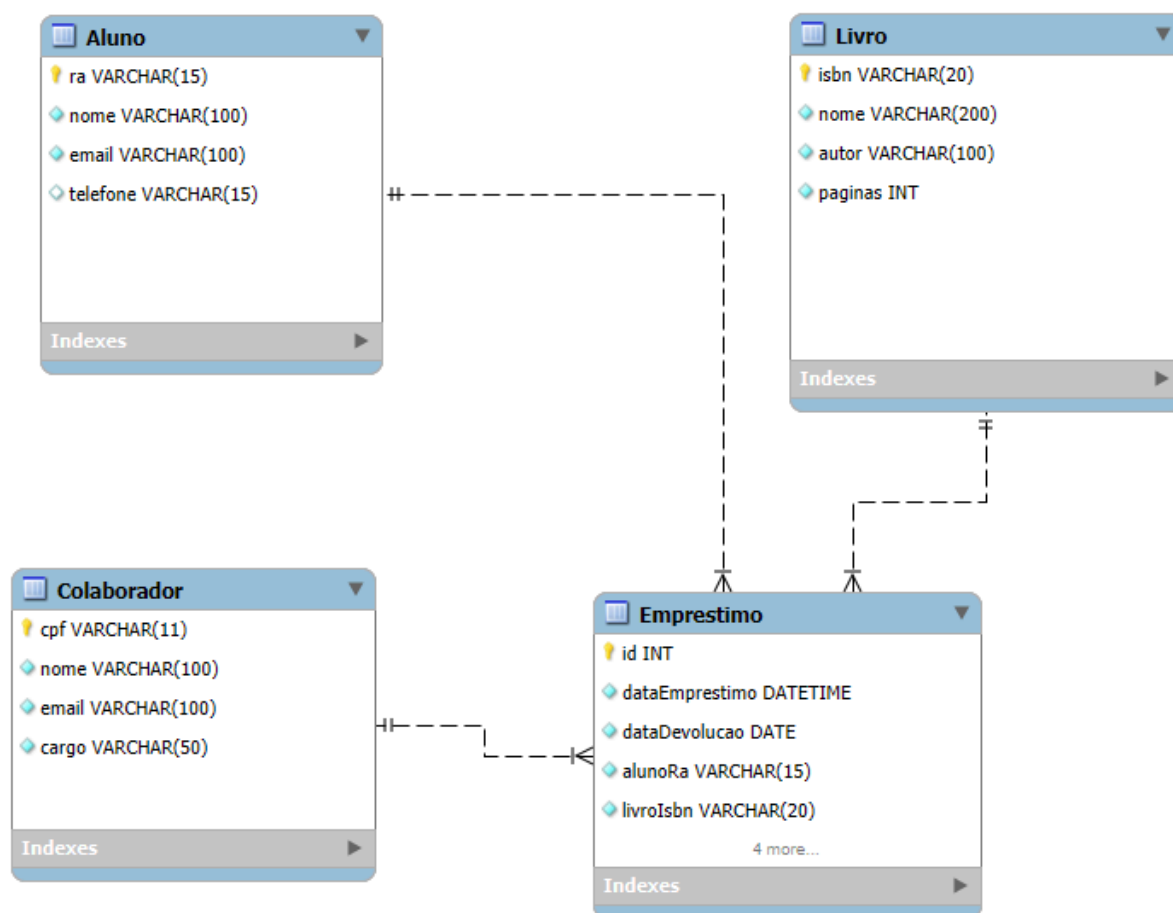 Aluno
ra VARCHAR(15)
nome VARCHAR(100)
email VARCHAR(100)
telefone VARCHAR(15)
Indexes
Livro
isbn VARCHAR(20)
nome VARCHAR(200)
autor VARCHAR(100)
paginas INT
Indexes
Colaborador
cpf VARCHAR(11)
nome VARCHAR(100)
email VARCHAR(100)
cargo VARCHAR(50)
Indexes
Emprestimo
id INT
dataEmprestimo DATETIME
dataDevolucao DATE
alunoRa VARCHAR(15)
livroIsbn VARCHAR(20)
4 more...
Indexes